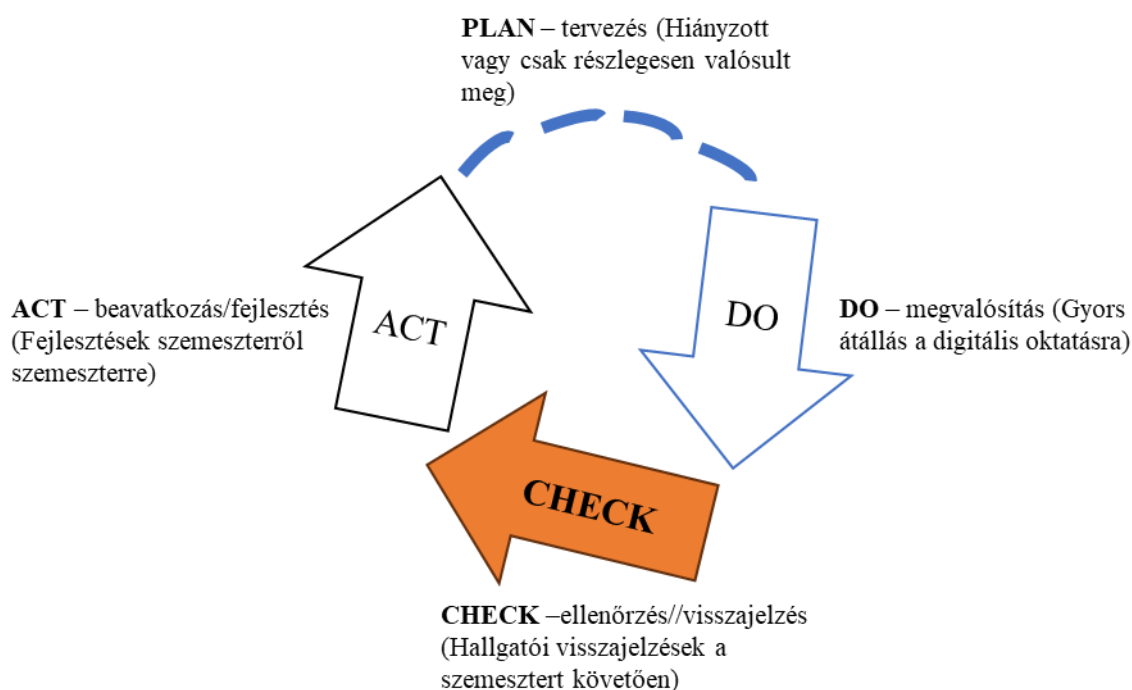 PLAN – tervezés (Hiányzott
vagy csak részlegesen valósult
meg)
ACT – beavatkozás/fejlesztés
(Fejlesztések szemeszterről
szemeszterre)
ACT
DO
DO – megvalósítás (Gyors
átállás a digitális oktatásra)
CHECK
CHECK –ellenőrzés//visszajelzés
(Hallgatói visszajelzések a
szemesztert követően)